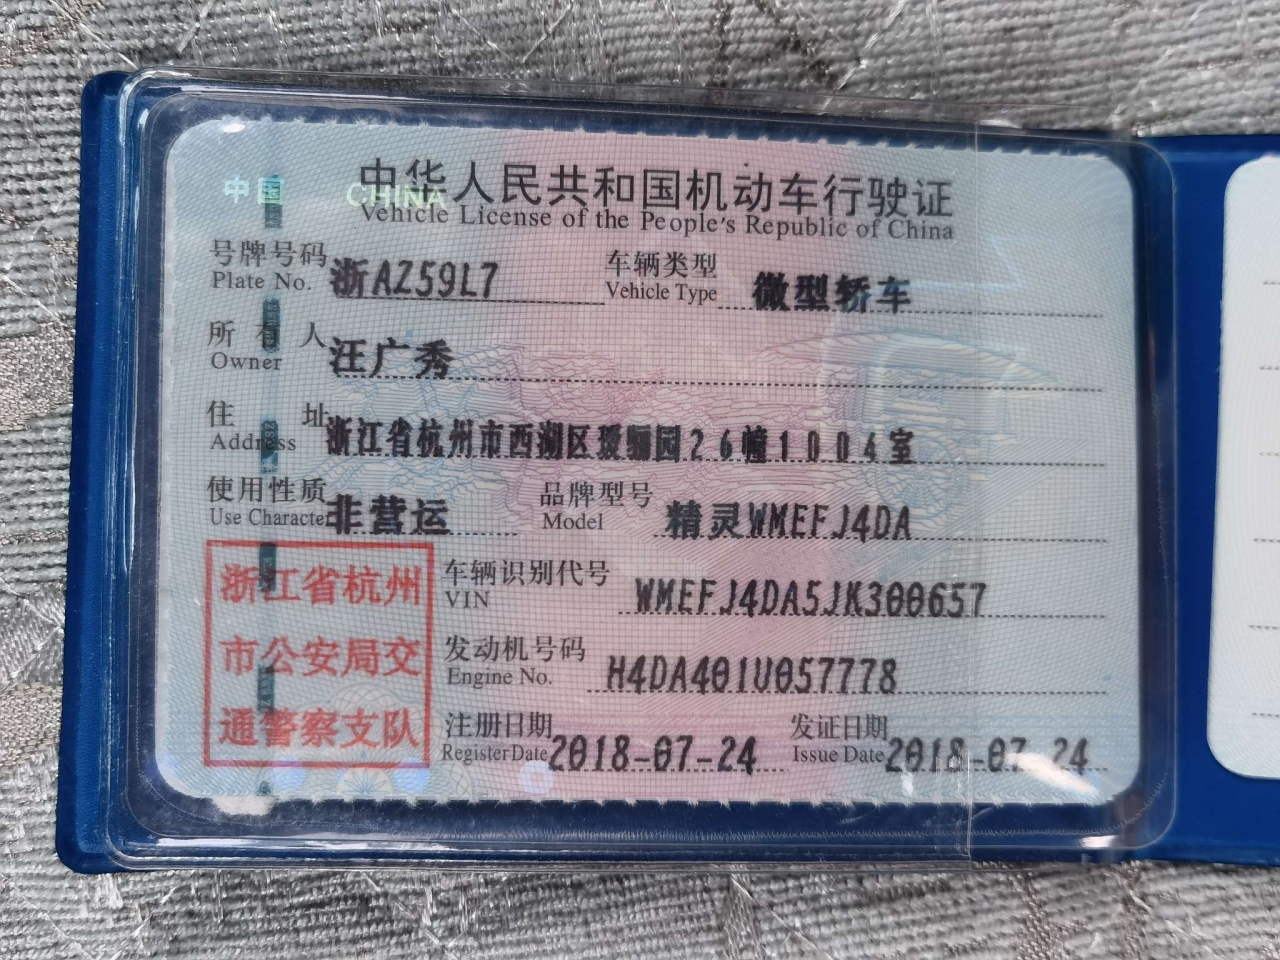 中国 CHINA
中华人民共和国机动车行驶证
Vehicle License of the People's Republic of China
号牌号码 浙AZ59L7 车辆类型 微型轿车
Plate No. Vehicle Type
所有人 汪广秀
Owner
住址 浙江省杭州市西湖区玻骊园26幢1004室
Address
使用性质 非营运 品牌型号 精灵WMEFJ4DA
Use Character Model
浙江省杭州
市公安局交
通警察支队
车辆识别代号 WMEFJ4DA5JK300657
VIN
发动机号码 H4DA401U057778
Engine No.
注册日期 2018-07-24 发证日期 2018-07-24
Register Date Issue Date